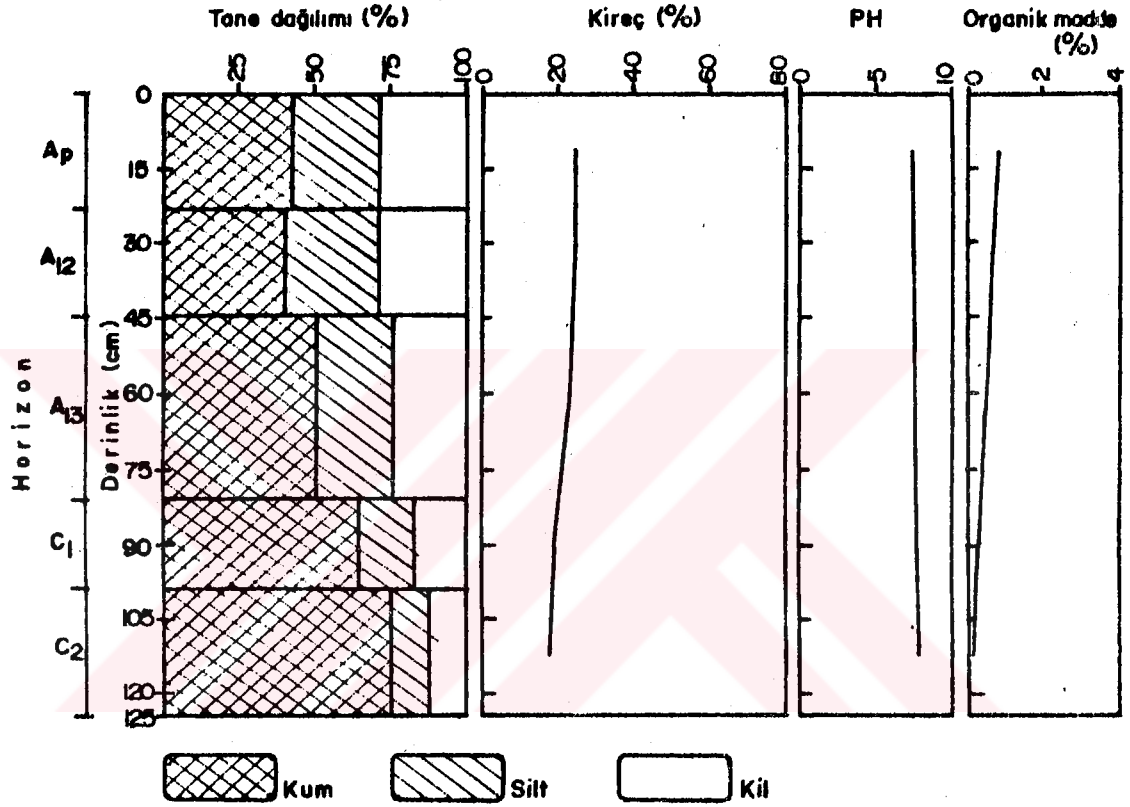 Tane dağılımı (%) Kireç (%) PH Organik madde
(%)
25 50 75 100 0 20 40 60 80 0 5 10 0 2 4
0
Ap
15
30
A12
45
Horizon
Derinlik (cm)
60
A13
75
C1
90
105
C2
120
125
Kum Silt Kil